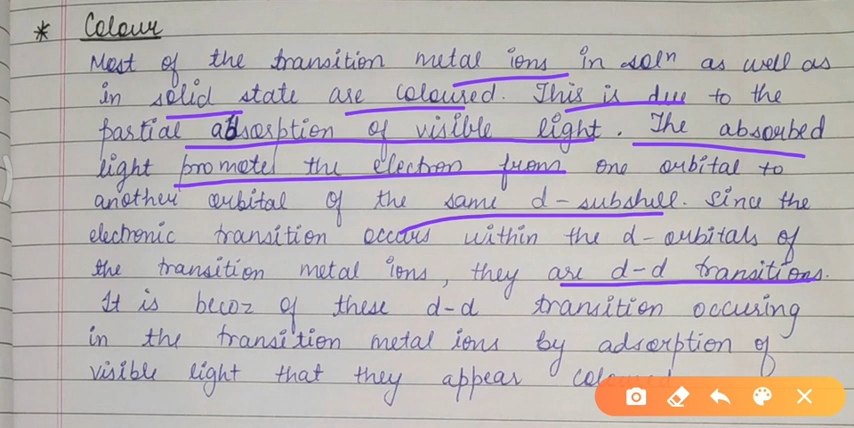 * Colour
Most of the transition metal ions in solⁿ as well as
in solid state are coloured. This is due to the
partial adsorption of visible light. The absorbed
light promotes the electron from one orbital to
another orbital of the same d-subshell. Since the
electronic transition occurs within the d-orbitals of
the transition metal ions, they are d-d transitions.
It is becoz of these d-d transition occuring
in the transition metal ions by adsorption of
visible light that they appear